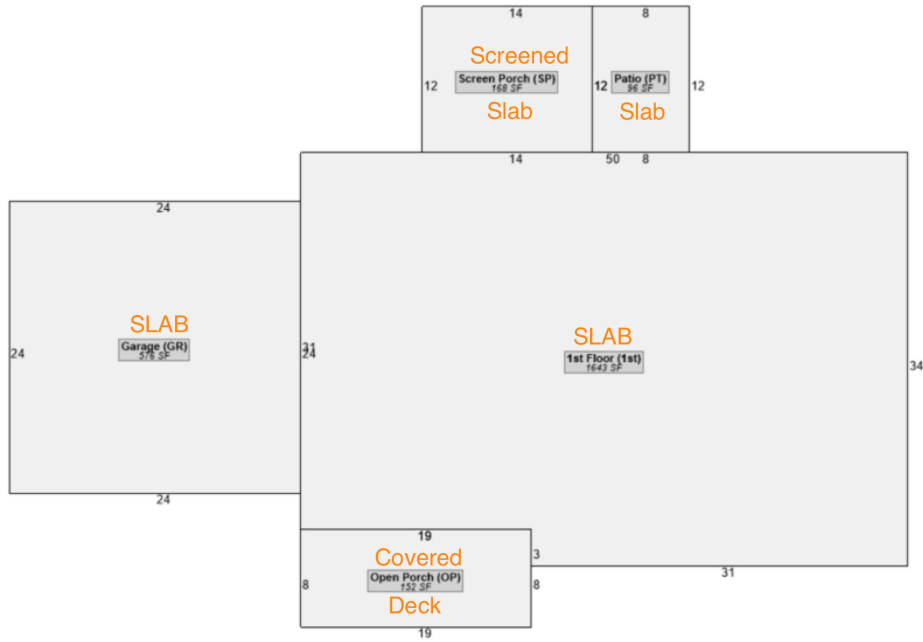 14
8
Screened
Screen Porch (SP)
168 SF
Slab
12
12
Patio (PT)
96 SF
Slab
12
14
50
8
24
SLAB
Garage (GR)
576 SF
24
24
24
31
SLAB
1st Floor (1st)
1643 SF
34
19
Covered
Open Porch (OP)
152 SF
Deck
8
3
8
31
19